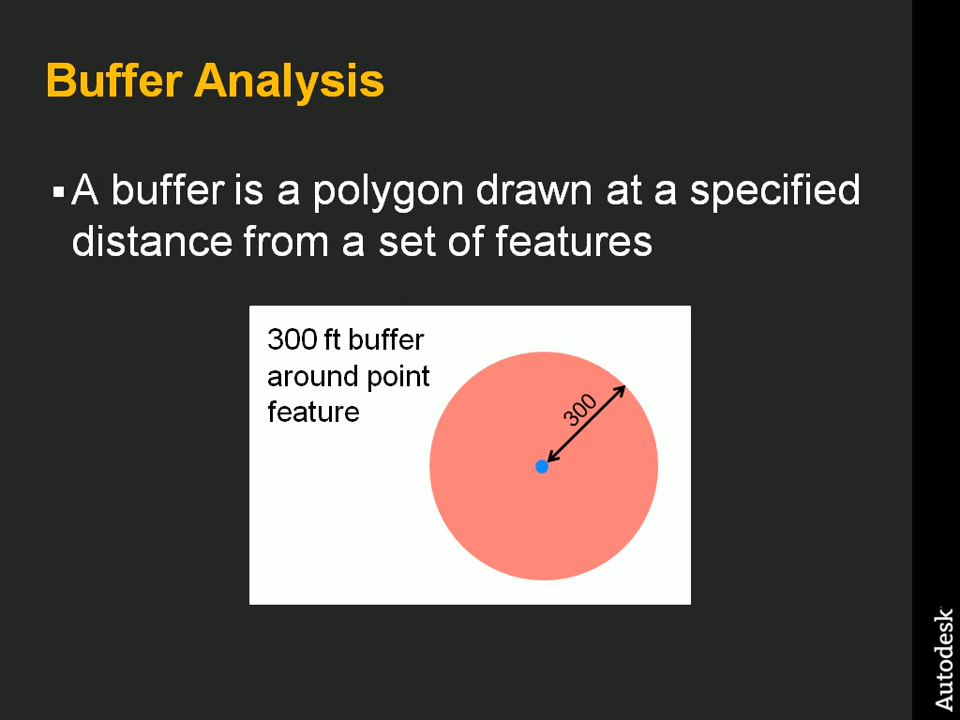 Buffer Analysis
▪ A buffer is a polygon drawn at a specified
distance from a set of features
300 ft buffer
around point
feature
300
Autodesk